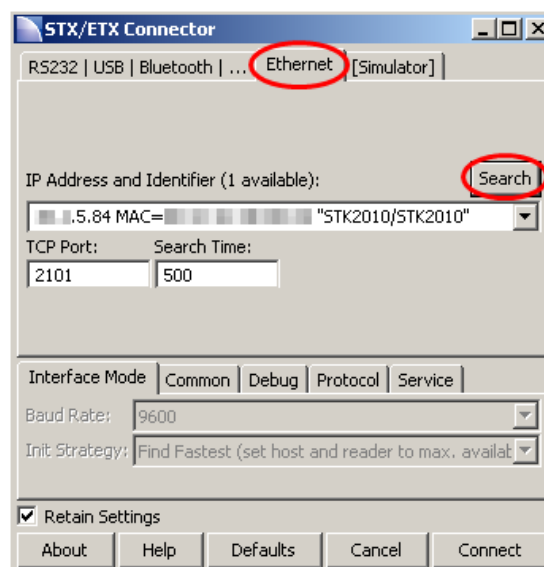 STX/ETX Connector
RS232 | USB | Bluetooth | ... Ethernet [Simulator]
IP Address and Identifier (1 available): Search
.5.84 MAC= "STK2010/STK2010"
TCP Port: Search Time:
2101 500
Interface Mode Common Debug Protocol Service
Baud Rate: 9600
Init Strategy: Find Fastest (set host and reader to max. availat
Retain Settings
About Help Defaults Cancel Connect